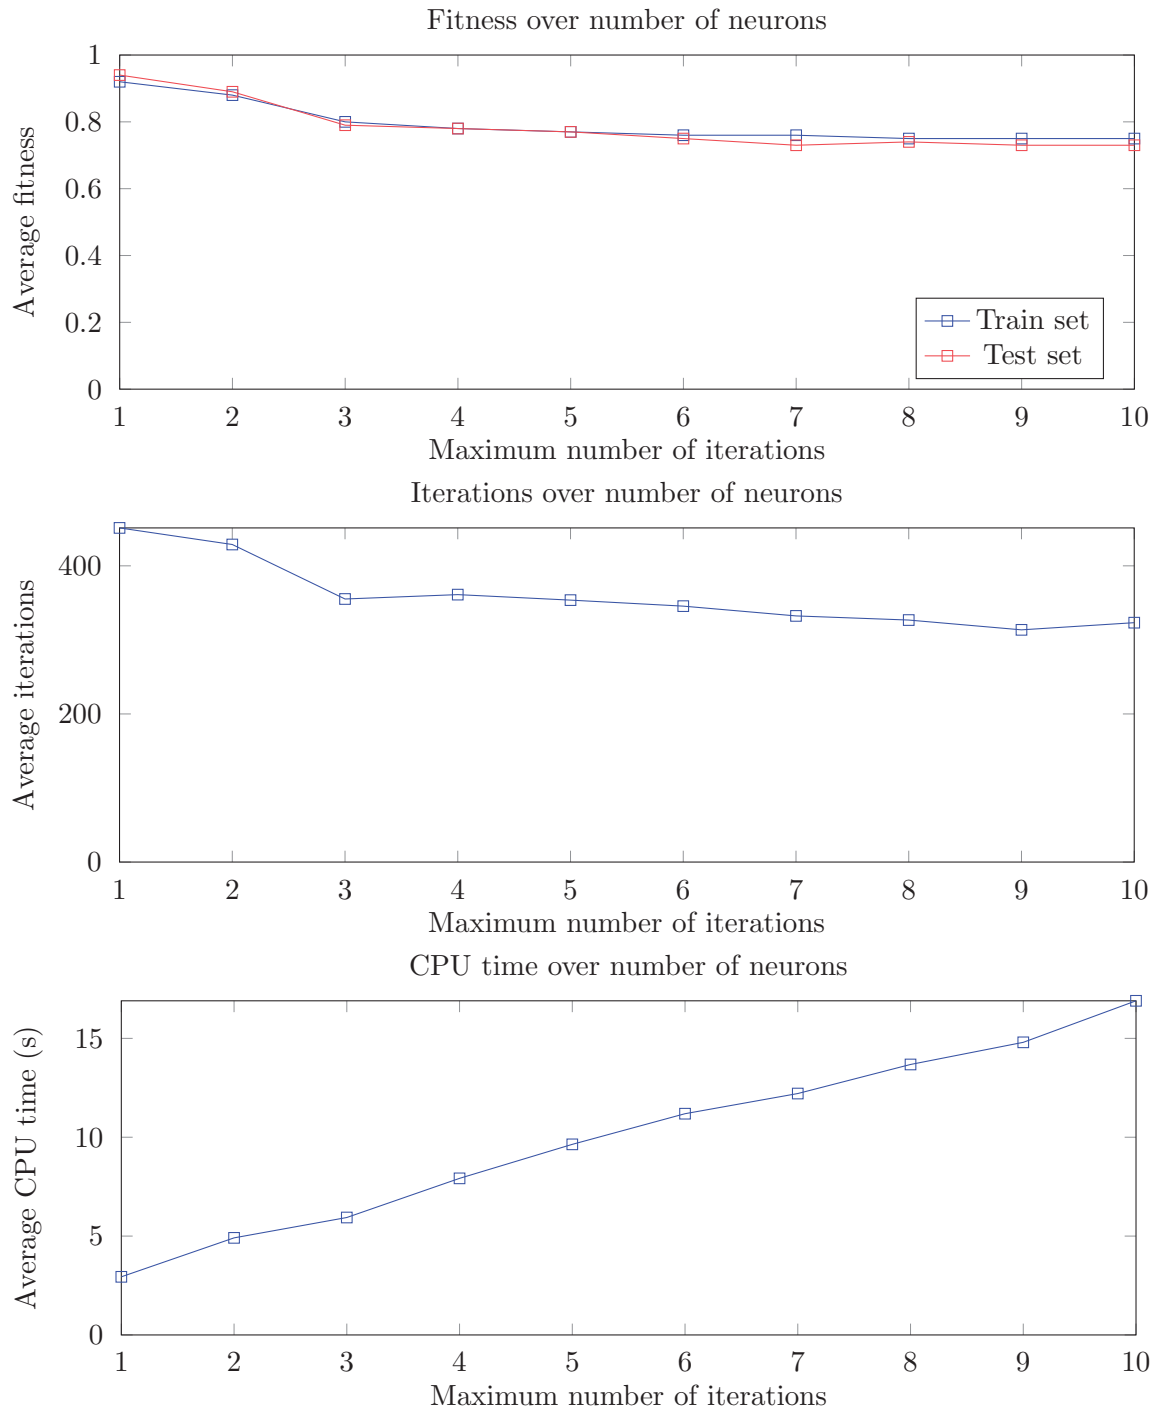 Fitness over number of neurons
1
0.8
0.6
0.4
0.2
0
Average fitness
Train set
Test set
1 2 3 4 5 6 7 8 9 10
Maximum number of iterations
Iterations over number of neurons
400
200
0
Average iterations
1 2 3 4 5 6 7 8 9 10
Maximum number of iterations
CPU time over number of neurons
15
10
5
0
Average CPU time (s)
1 2 3 4 5 6 7 8 9 10
Maximum number of iterations